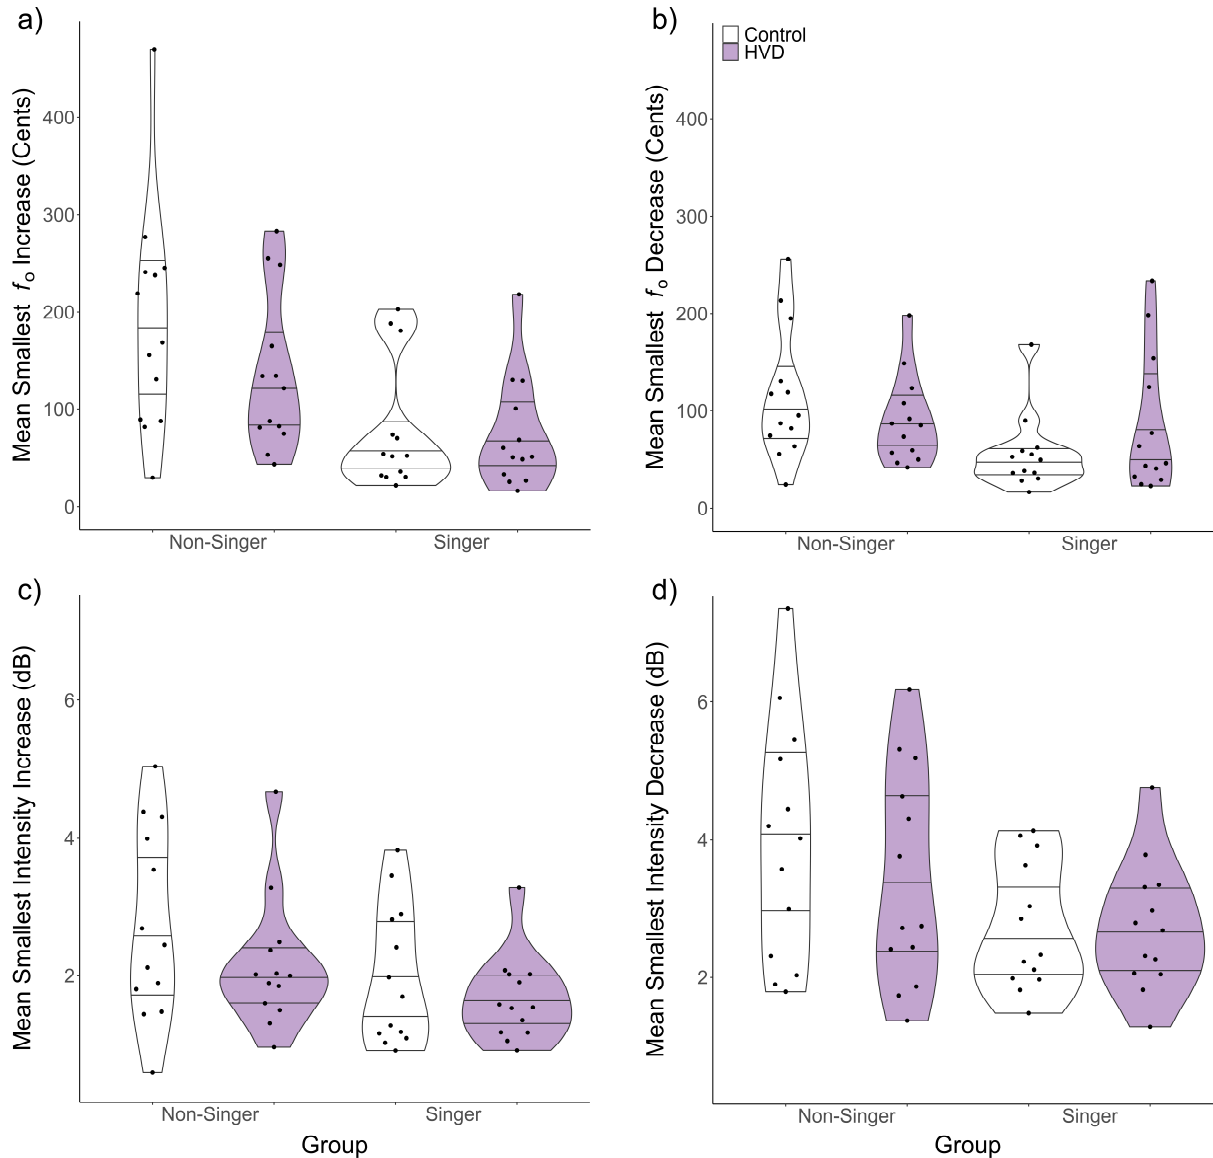 a)
Mean Smallest fo Increase (Cents)
400
300
200
100
0
Non-Singer
Singer
b)
Control
HVD
Mean Smallest fo Decrease (Cents)
400
300
200
100
0
Non-Singer
Singer
c)
Mean Smallest Intensity Increase (dB)
6
4
2
Non-Singer
Singer
Group
d)
Mean Smallest Intensity Decrease (dB)
6
4
2
Non-Singer
Singer
Group